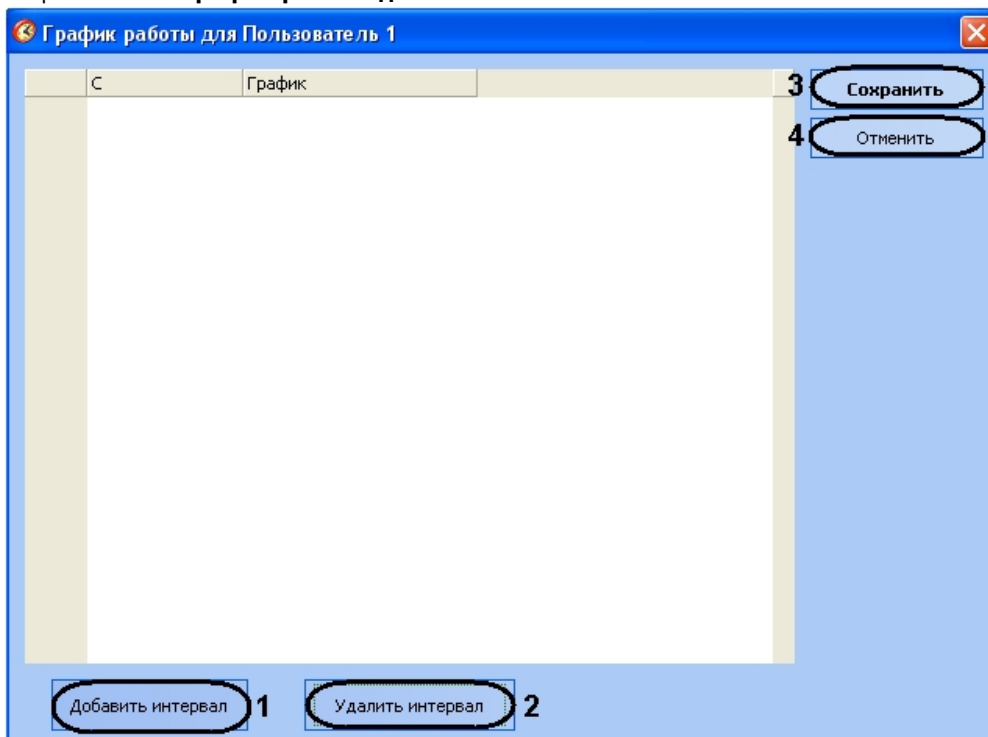 График работы для Пользователь 1
С График
3 Сохранить
4 Отменить
Добавить интервал 1 Удалить интервал 2